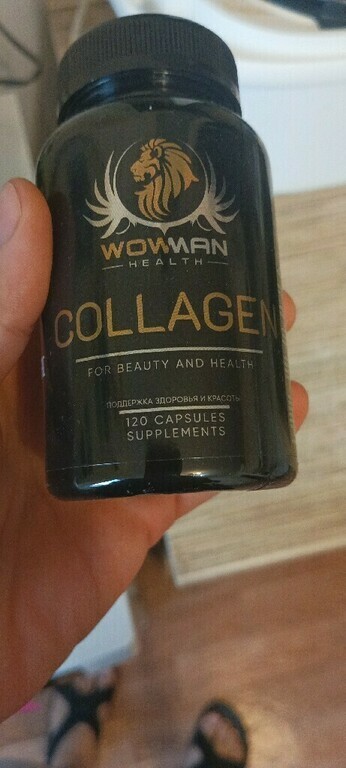 WOWMAN
HEALTH
COLLAGEN
FOR BEAUTY AND HEALTH
ПОДДЕРЖКА ЗДОРОВЬЯ И КРАСОТЫ
120 CAPSULES
SUPPLEMENTS